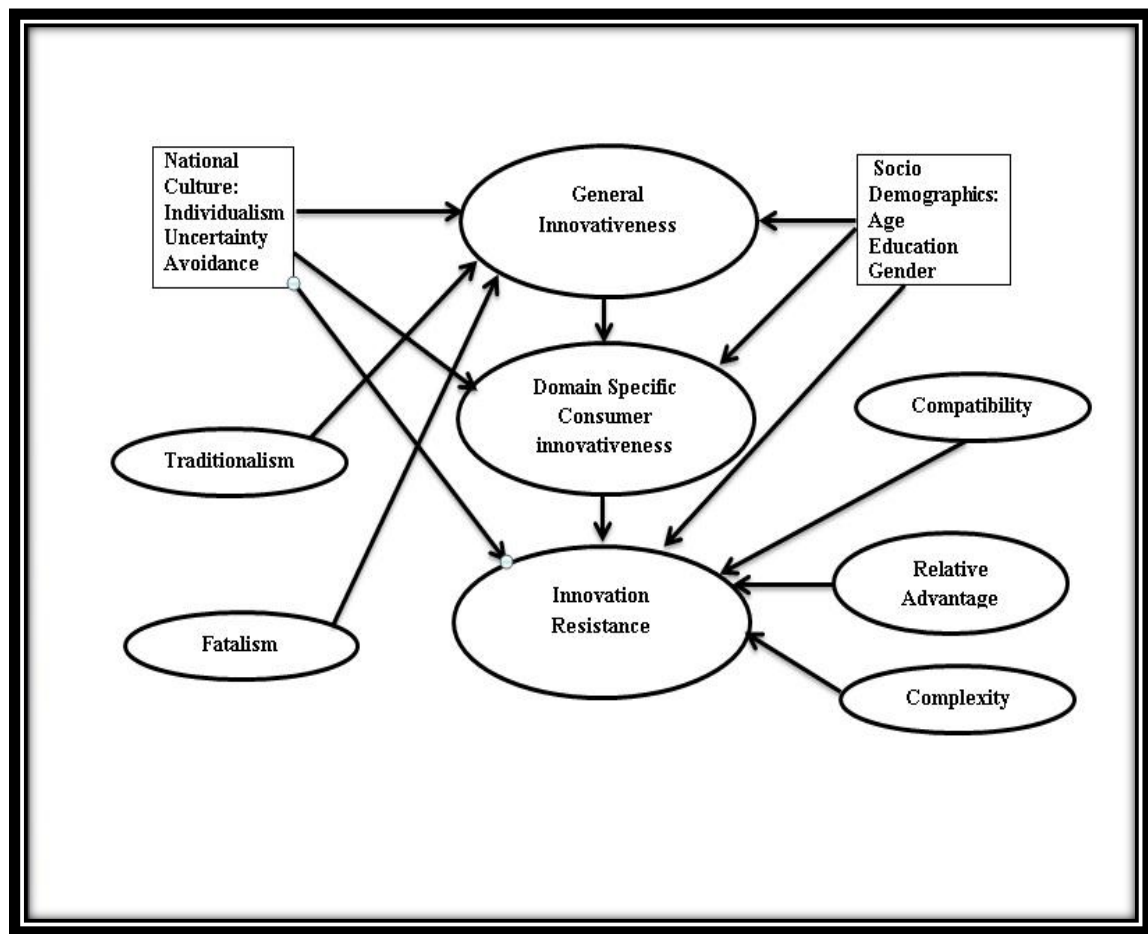 National
Culture:
Individualism
Uncertainty
Avoidance
General
Innovativeness
Socio
Demographics:
Age
Education
Gender
Domain Specific
Consumer
innovativeness
Compatibility
Traditionalism
Relative
Advantage
Innovation
Resistance
Fatalism
Complexity